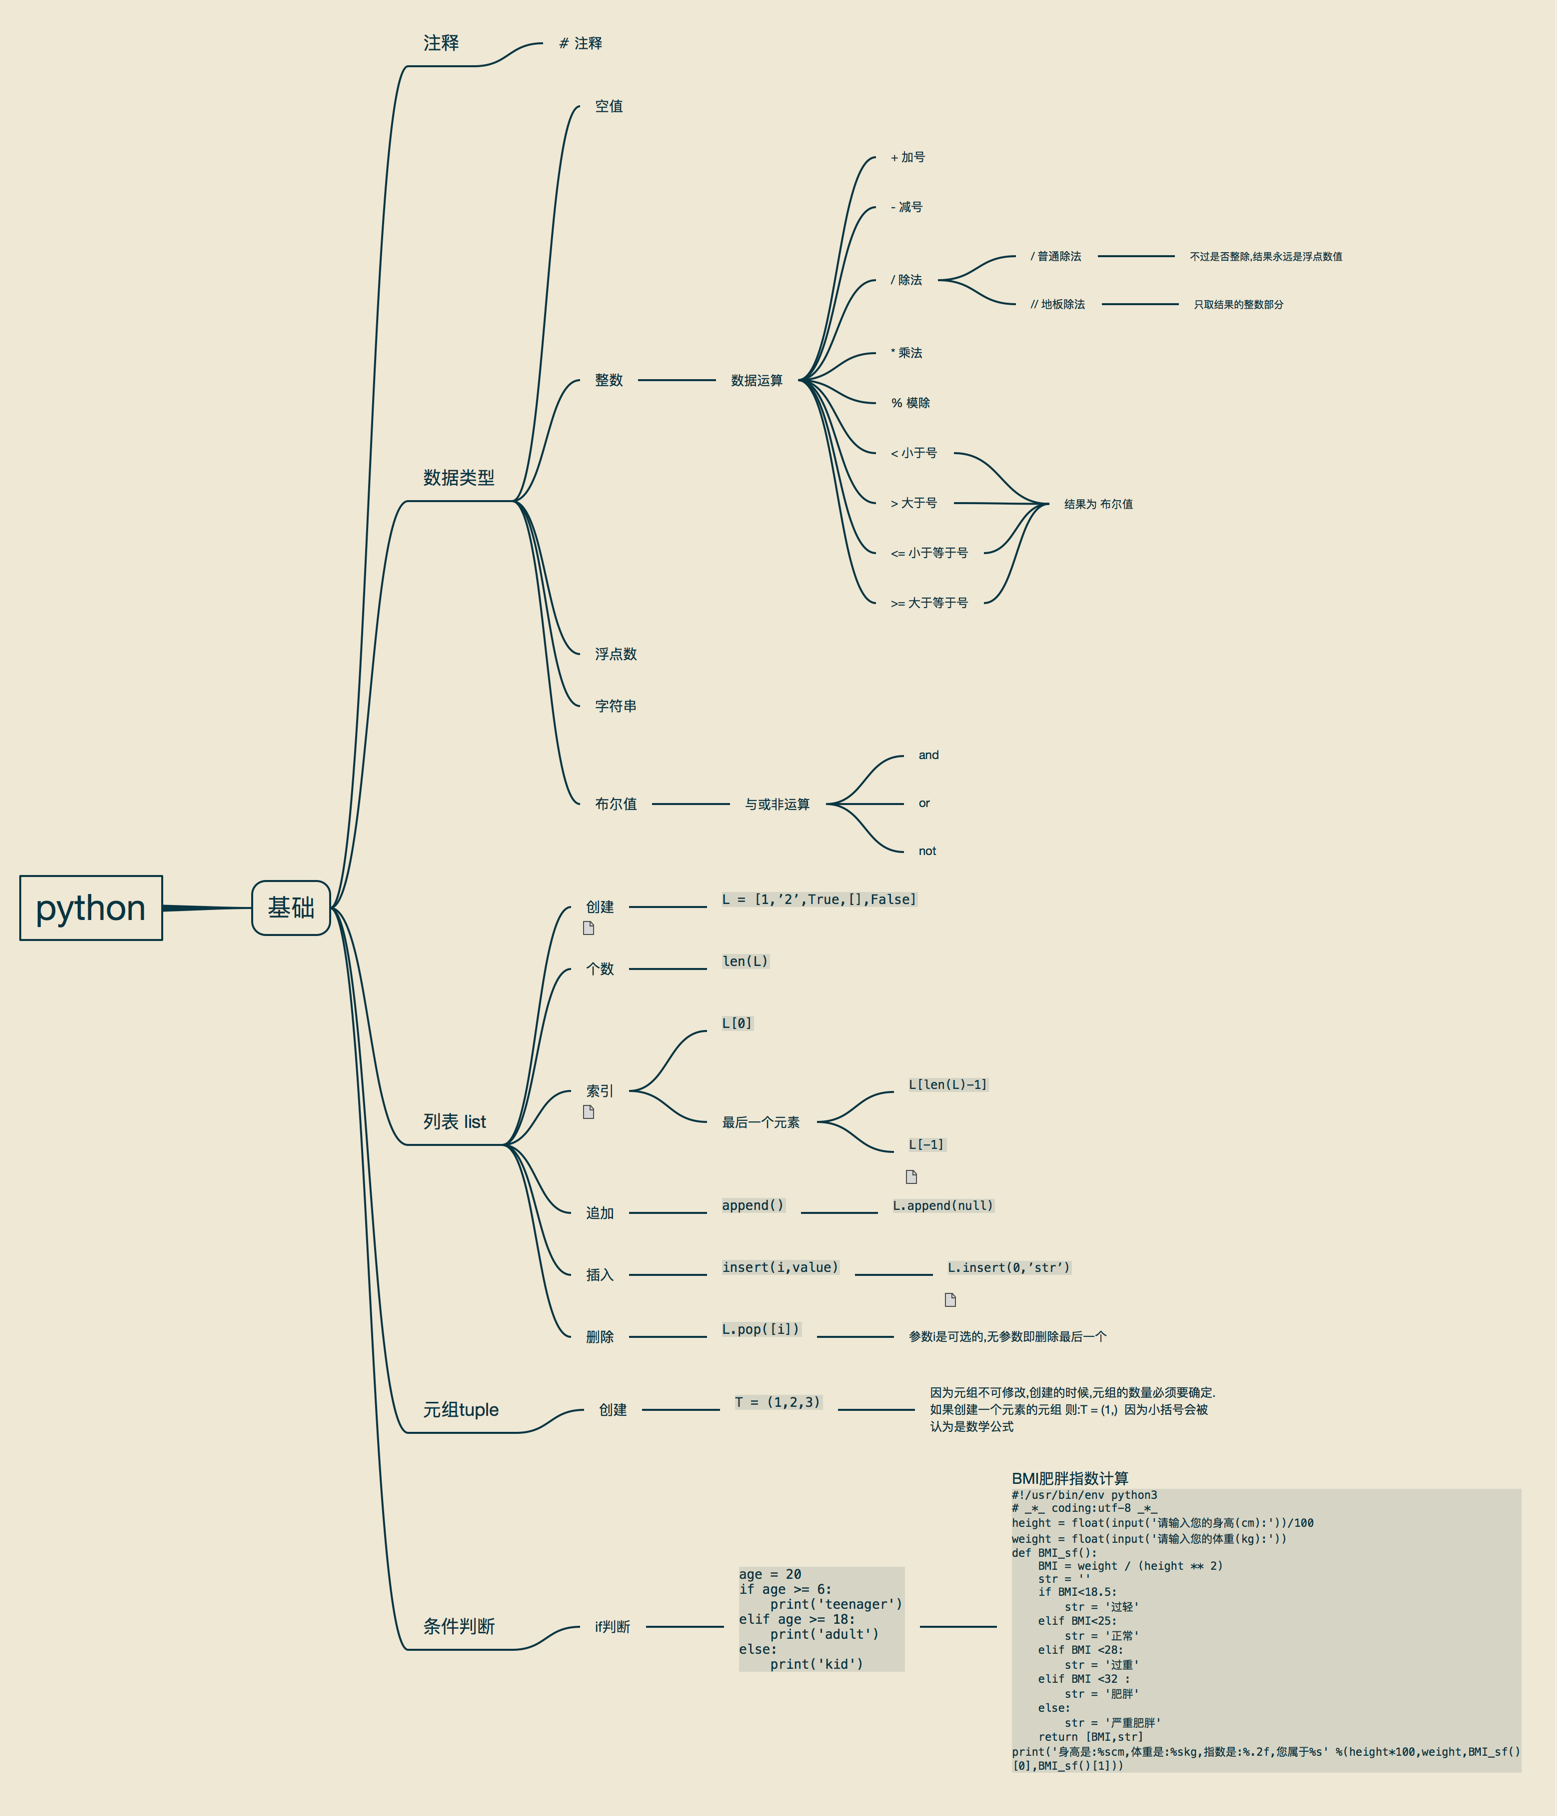 python
基础
注释
# 注释
数据类型
空值
整数
数据运算
+ 加号
- 减号
/ 除法
/ 普通除法
不过是否整除,结果永远是浮点数值
// 地板除法
只取结果的整数部分
* 乘法
% 模除
< 小于号
> 大于号
<= 小于等于号
>= 大于等于号
结果为 布尔值
浮点数
字符串
布尔值
与或非运算
and
or
not
列表 list
创建
L = [1,’2’,True,[],False]
个数
len(L)
索引
L[0]
最后一个元素
L[len(L)-1]
L[-1]
追加
append()
L.append(null)
插入
insert(i,value)
L.insert(0,’str’)
删除
L.pop([i])
参数i是可选的,无参数即删除最后一个
元组tuple
创建
T = (1,2,3)
因为元组不可修改,创建的时候,元组的数量必须要确定.
如果创建一个元素的元组 则:T = (1,)  因为小括号会被
认为是数学公式
条件判断
if判断
age = 20
if age >= 6:
    print('teenager')
elif age >= 18:
    print('adult')
else:
    print('kid')
BMI肥胖指数计算
#!/usr/bin/env python3
# _*_ coding:utf-8 _*_
height = float(input('请输入您的身高(cm):'))/100
weight = float(input('请输入您的体重(kg):'))
def BMI_sf():
    BMI = weight / (height ** 2)
    str = ''
    if BMI<18.5:
        str = '过轻'
    elif BMI<25:
        str = '正常'
    elif BMI <28:
        str = '过重'
    elif BMI <32 :
        str = '肥胖'
    else:
        str = '严重肥胖'
    return [BMI,str]
print('身高是:%scm,体重是:%skg,指数是:%.2f,您属于%s' %(height*100,weight,BMI_sf()
[0],BMI_sf()[1]))